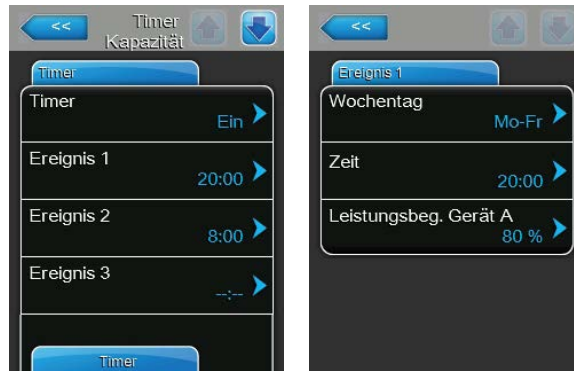 <<
Timer
Kapazität
Timer
Timer
Ein
Ereignis 1
20:00
Ereignis 2
8:00
Ereignis 3
--:--
Timer
<<
Ereignis 1
Wochentag
Mo-Fr
Zeit
20:00
Leistungsbeg. Gerät A
80 %